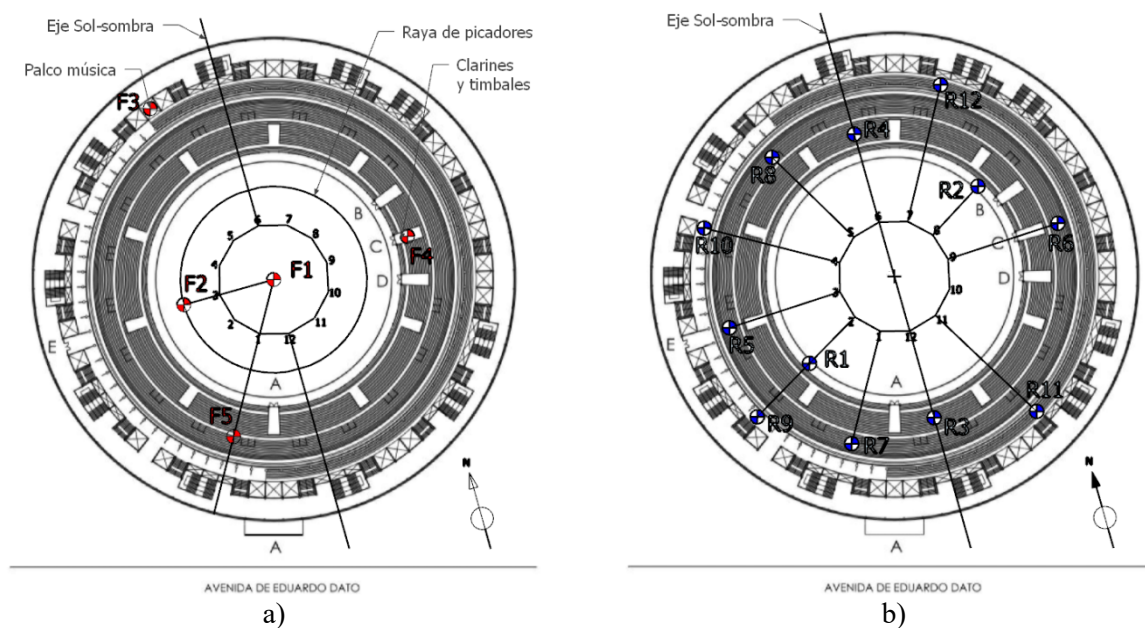 Eje Sol-sombra
Raya de picadores
Palco música
Clarines
y timbales
F3
B
C
F4
D
6
7
5
8
4
9
F1
F2
3
10
2
11
1
12
E
A
F5
N
A
AVENIDA DE EDUARDO DATO
a)
Eje Sol-sombra
R12
R4
R8
R2
B
R10
6
7
5
8
C
R6
4
9
D
3
10
R5
2
11
1
12
E
R1
A
R9
R11
R3
R7
N
A
AVENIDA DE EDUARDO DATO
b)